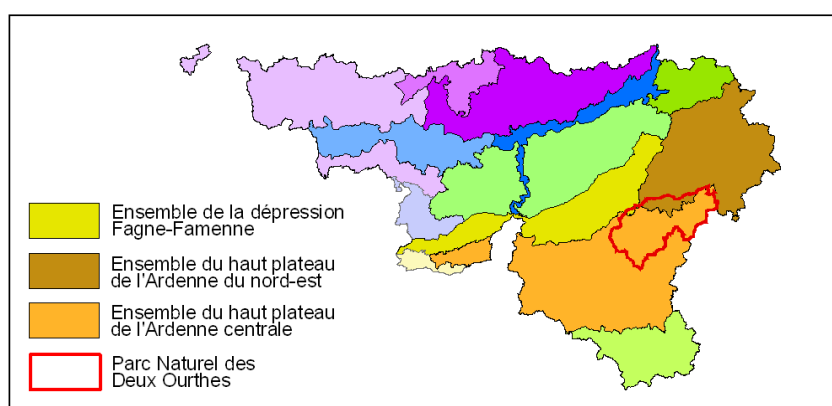 Ensemble de la dépression
Fagne-Famenne
Ensemble du haut plateau
de l'Ardenne du nord-est
Ensemble du haut plateau
de l'Ardenne centrale
Parc Naturel des
Deux Ourthes